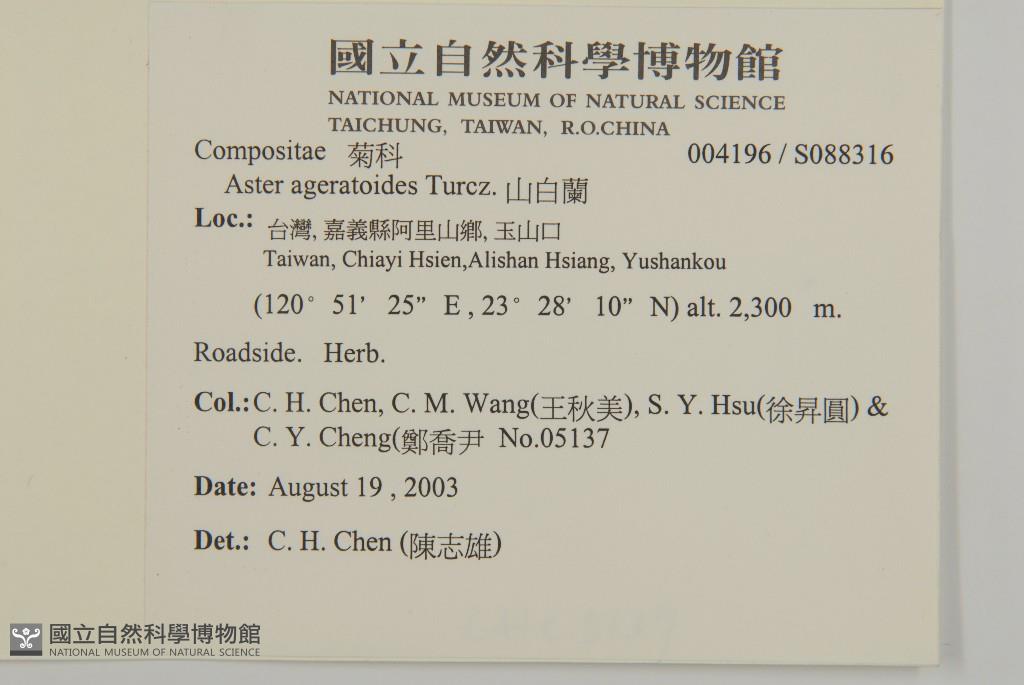 國立自然科學博物館
NATIONAL MUSEUM OF NATURAL SCIENCE
TAICHUNG, TAIWAN, R.O.CHINA
Compositae 菊科 004196 / S088316
Aster ageratoides Turcz. 山白蘭
Loc.: 台灣, 嘉義縣阿里山鄉, 玉山口
Taiwan, Chiayi Hsien,Alishan Hsiang, Yushankou
(120° 51’ 25” E , 23° 28’ 10” N) alt. 2,300 m.
Roadside. Herb.
Col.: C. H. Chen, C. M. Wang(王秋美), S. Y. Hsu(徐昇圓) &
C. Y. Cheng(鄭喬尹 No.05137
Date: August 19 , 2003
Det.: C. H. Chen (陳志雄)
國立自然科學博物館
NATIONAL MUSEUM OF NATURAL SCIENCE